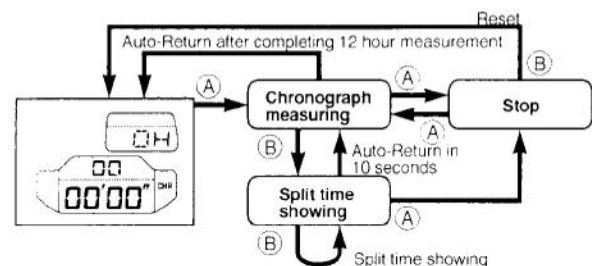 Reset
Auto-Return after completing 12 hour measurement
A
A
B
Chronograph
measuring
Stop
A
0H
00
00'00"
CHR
B
Auto-Return in
10 seconds
Split time
showing
A
B
Split time showing